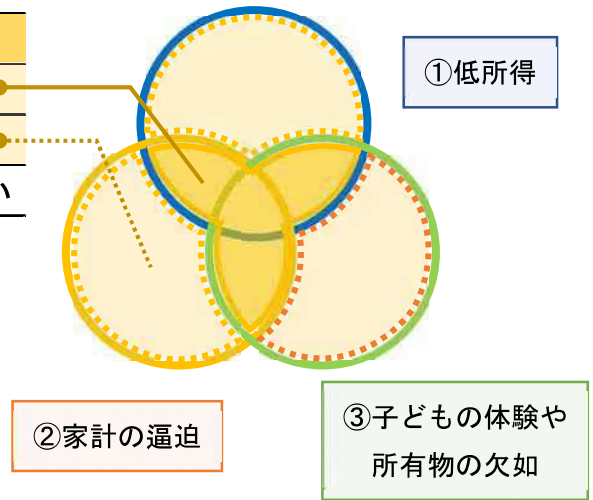 ①低所得
い
②家計の逼迫
③子どもの体験や
所有物の欠如